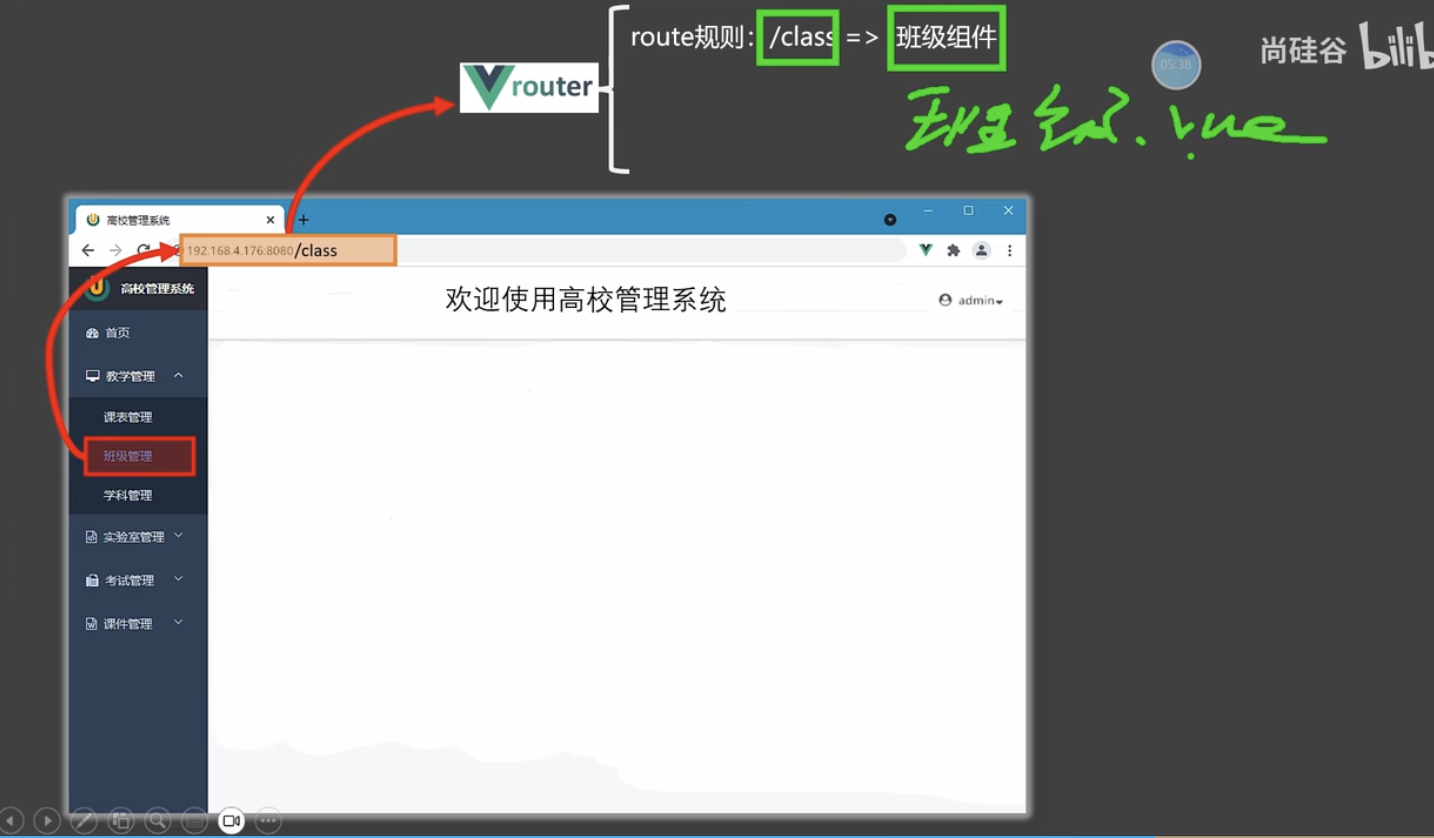 route规则: /class => 班级组件
05:38
尚硅谷 bilib
router
班级.vue
高校管理系统
192.168.4.176:8080/class
高校管理系统
欢迎使用高校管理系统
admin
首页
教学管理
课表管理
班级管理
学科管理
实验室管理
考试管理
课件管理